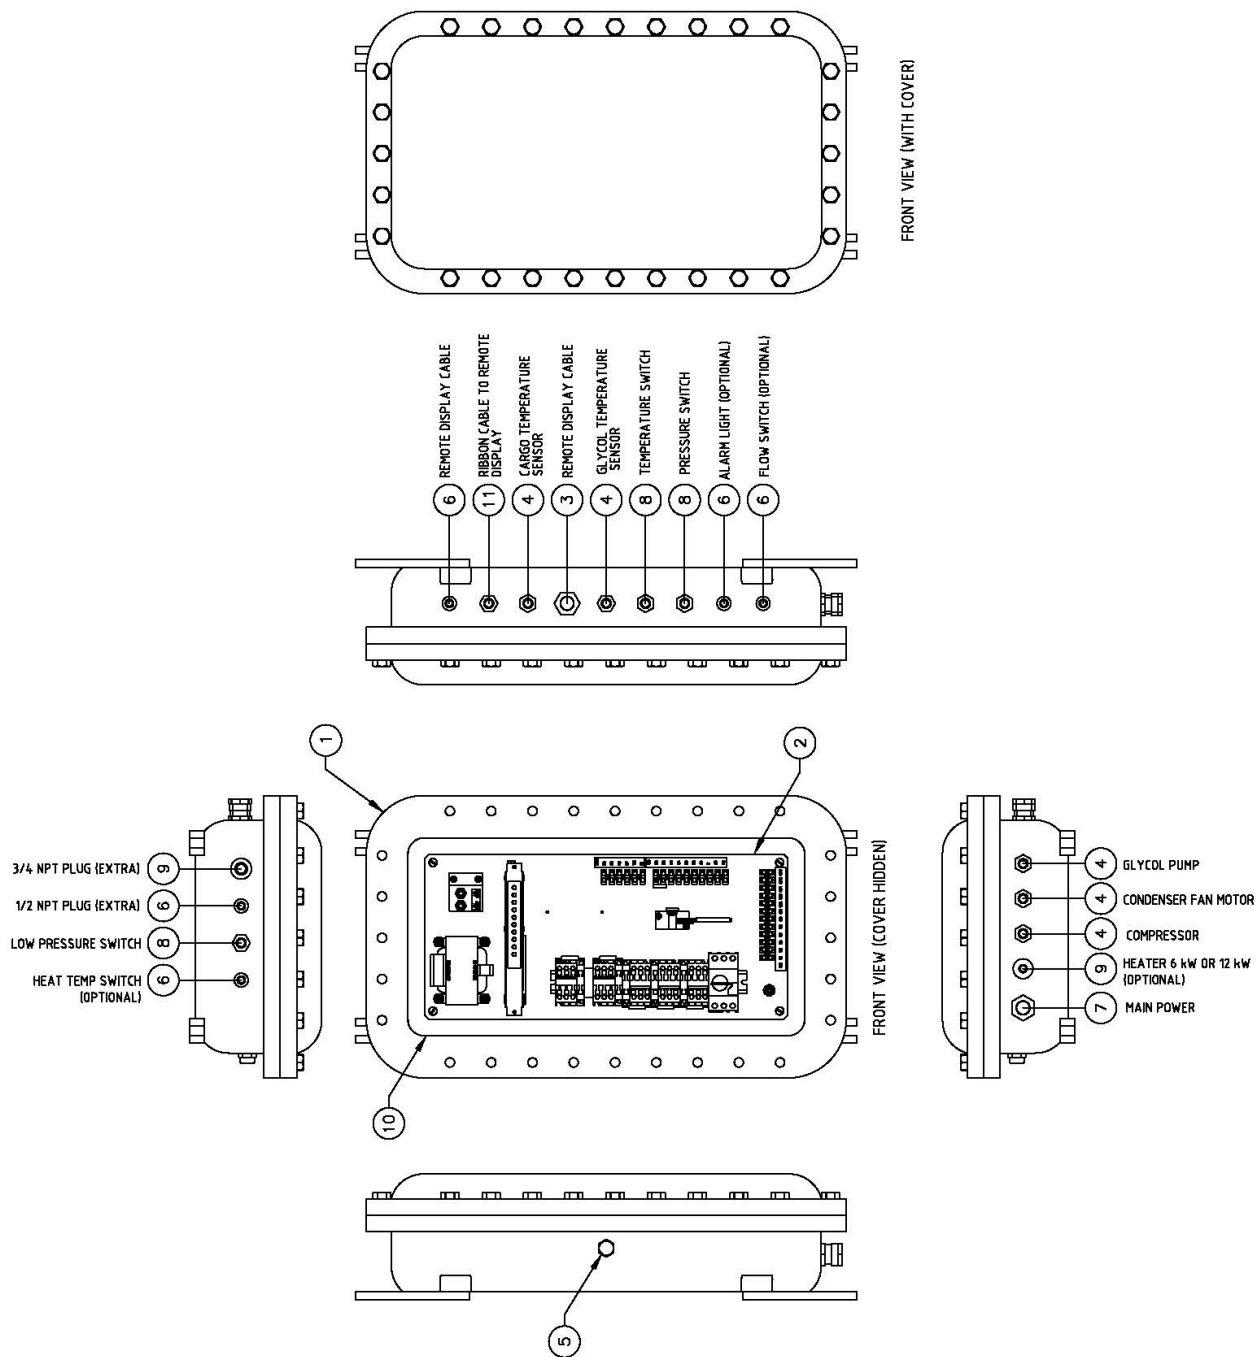 FRONT VIEW (WITH COVER)
6
REMOTE DISPLAY CABLE
11
RIBBON CABLE TO REMOTE
DISPLAY
4
CARGO TEMPERATURE
SENSOR
3
REMOTE DISPLAY CABLE
4
GLYCOL TEMPERATURE
SENSOR
8
TEMPERATURE SWITCH
8
PRESSURE SWITCH
6
ALARM LIGHT (OPTIONAL)
6
FLOW SWITCH (OPTIONAL)
1
2
10
FRONT VIEW (COVER HIDDEN)
3/4 NPT PLUG (EXTRA)
9
1/2 NPT PLUG (EXTRA)
6
LOW PRESSURE SWITCH
8
HEAT TEMP SWITCH
(OPTIONAL)
6
4
GLYCOL PUMP
4
CONDENSER FAN MOTOR
4
COMPRESSOR
9
HEATER 6 kW OR 12 kW
(OPTIONAL)
7
MAIN POWER
5